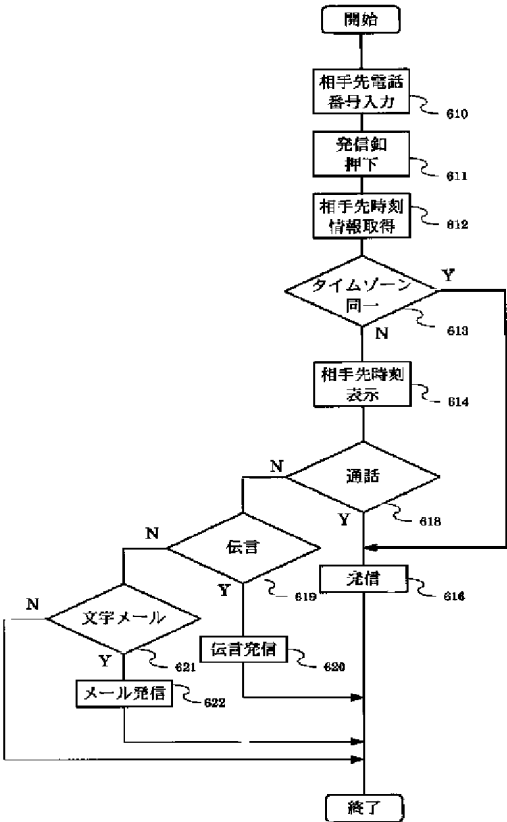 開始
相手先電話
番号入力
610
発信釦
押下
611
相手先時刻
情報取得
612
タイムゾーン
同一
Y
613
N
相手先時刻
表示
614
通話
N
618
Y
伝言
N
619
Y
発信
616
文字メール
N
621
Y
伝言発信
620
メール発信
622
終了